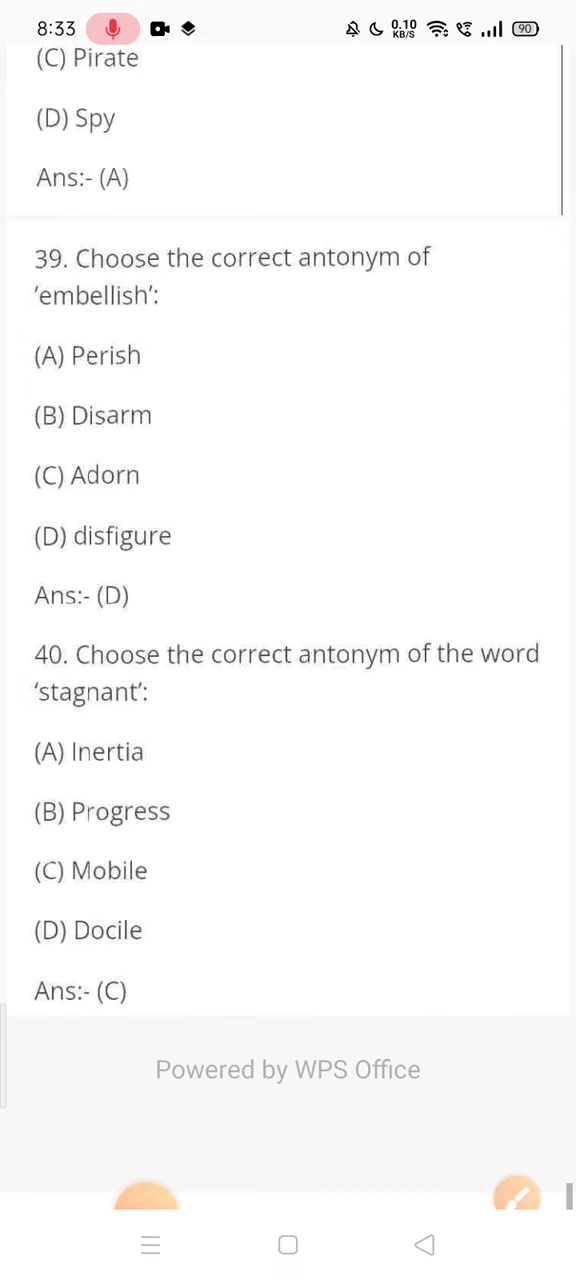 8:33
0.10
KB/S
90
(C) Pirate
(D) Spy
Ans:- (A)
39. Choose the correct antonym of
‘embellish’:
(A) Perish
(B) Disarm
(C) Adorn
(D) disfigure
Ans:- (D)
40. Choose the correct antonym of the word
‘stagnant’:
(A) Inertia
(B) Progress
(C) Mobile
(D) Docile
Ans:- (C)
Powered by WPS Office